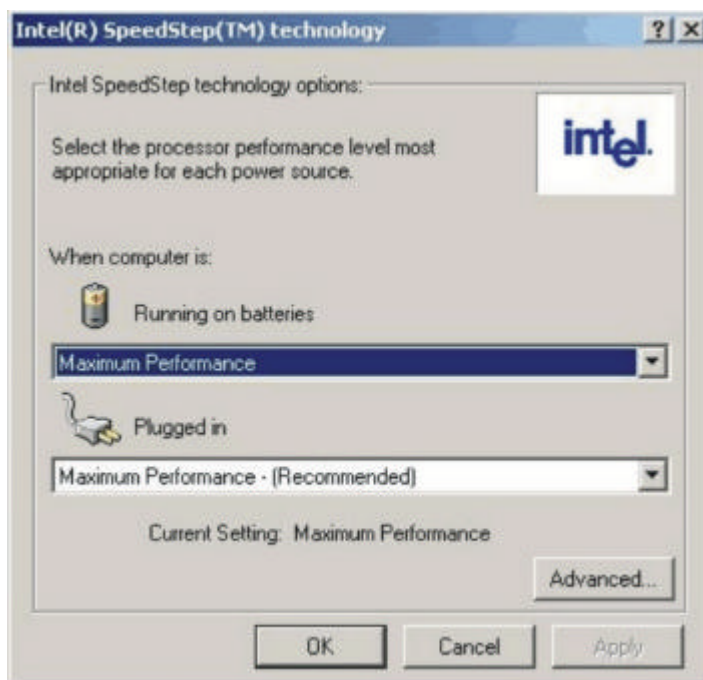 Intel(R) SpeedStep(TM) technology
Intel SpeedStep technology options:
intel.
Select the processor performance level most
appropriate for each power source.
When computer is:
Running on batteries
Maximum Performance
Plugged in
Maximum Performance - (Recommended)
Current Setting: Maximum Performance
Advanced...
OK
Cancel
Apply